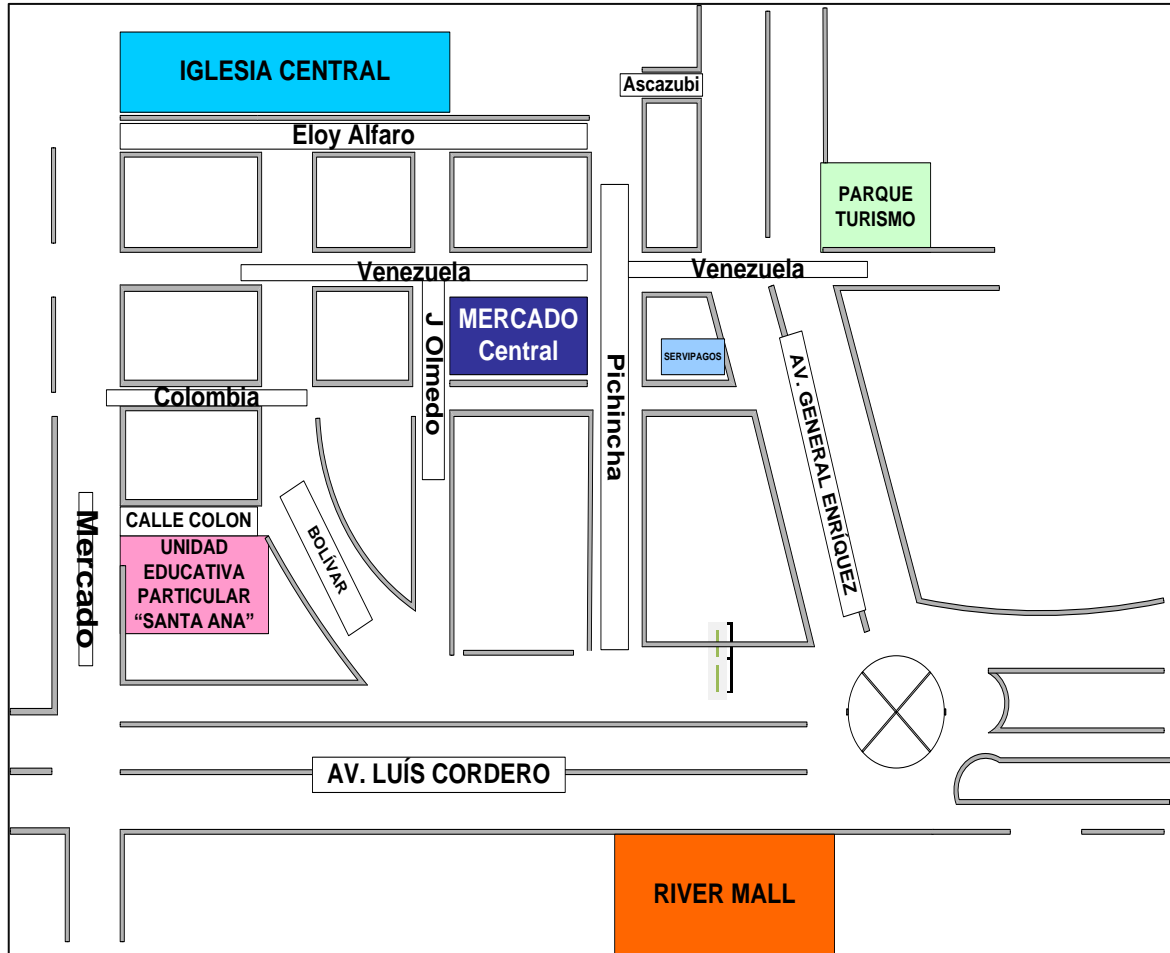 IGLESIA CENTRAL
Ascazubi
Eloy Alfaro
PARQUE
TURISMO
Venezuela
Venezuela
MERCADO
Central
J Olmedo
SERVIPAGOS
Pichincha
AV. GENERAL ENRÍQUEZ
Colombia
Mercado
CALLE COLON
BOLÍVAR
UNIDAD
EDUCATIVA
PARTICULAR
“SANTA ANA”
AV. LUÍS CORDERO
RIVER MALL